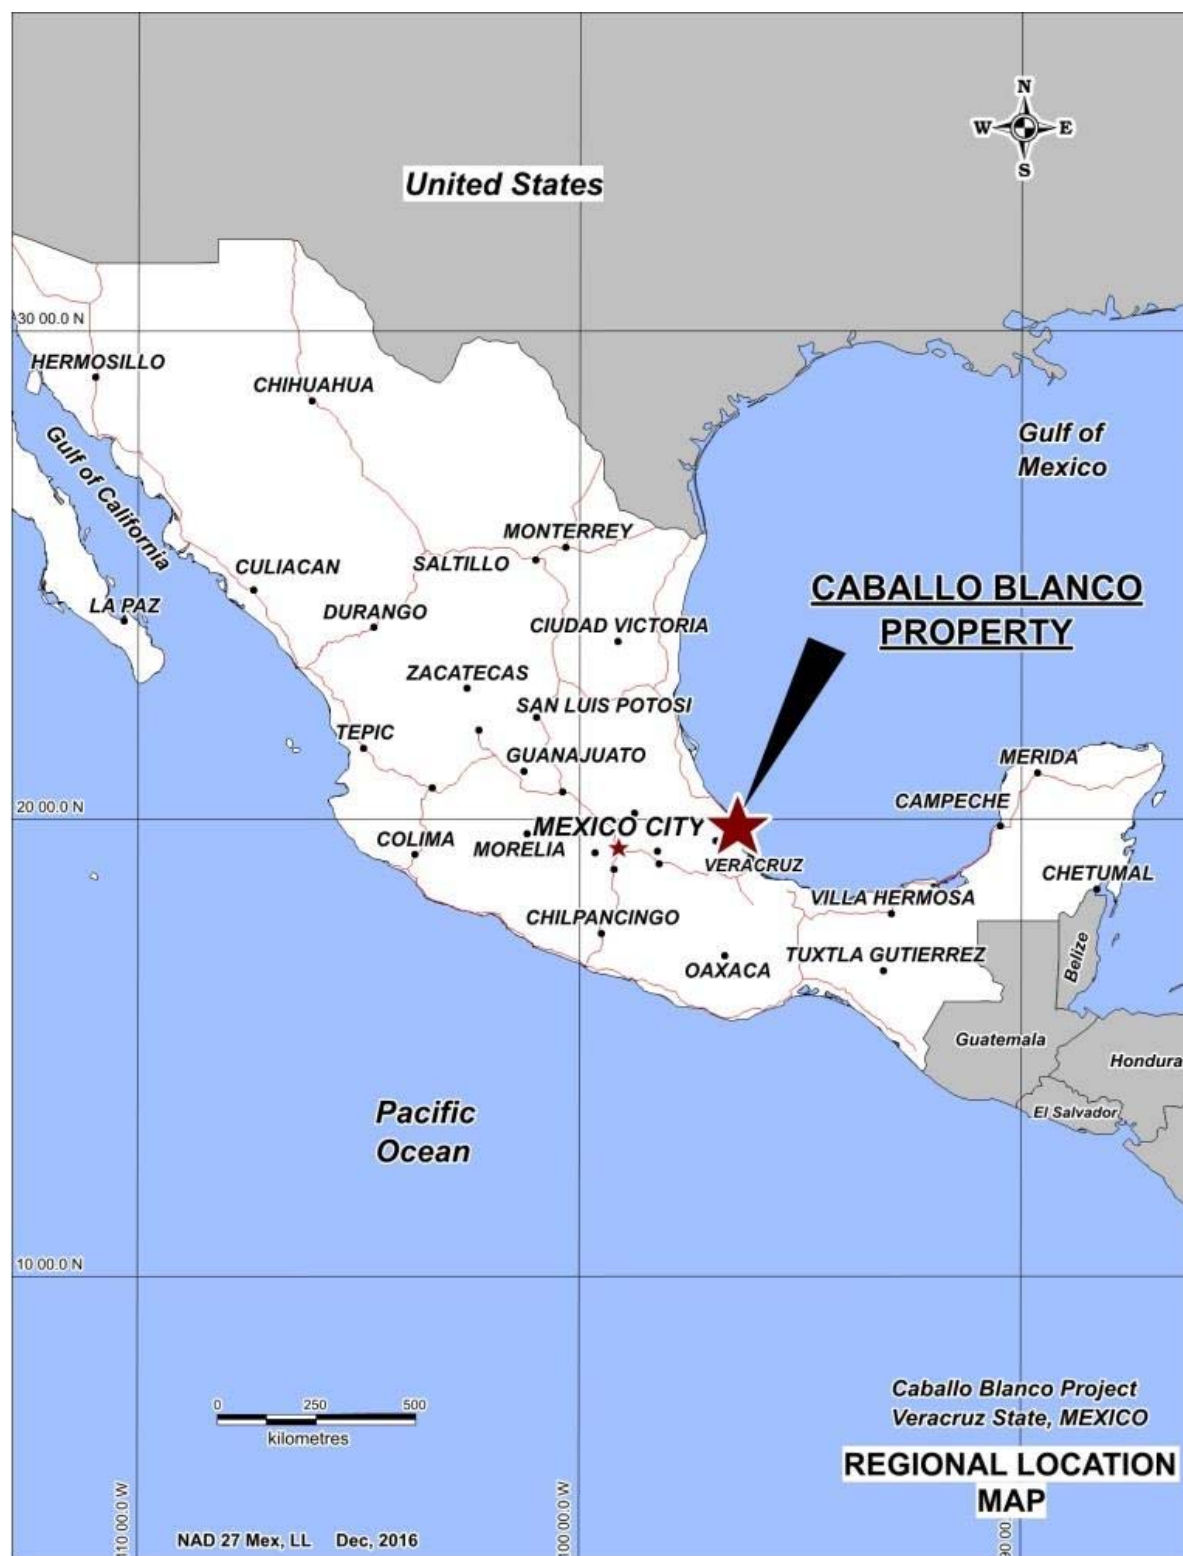 N
W E
S
United States
30 00.0 N
HERMOSILLO
CHIHUAHUA
Gulf of
Mexico
Gulf of California
MONTERREY
SALTILLO
CULIACAN
CABALLO BLANCO
PROPERTY
DURANGO
LA PAZ
CIUDAD VICTORIA
ZACATECAS
SAN LUIS POTOSI
TEPIC
GUANAJUATO
MERIDA
20 00.0 N
CAMPECHE
MEXICO CITY
COLIMA
MORELIA
VERACRUZ
CHETUMAL
VILLA HERMOSA
CHILPANCINGO
TUXTLA GUTIERREZ
OAXACA
Belize
Guatemala
Hondura
El Salvador
Pacific
Ocean
10 00.0 N
0 250 500
kilometres
Caballo Blanco Project
Veracruz State, MEXICO
REGIONAL LOCATION
MAP
110 00.0 W
100 00.0 W
90 00.
NAD 27 Mex, LL Dec, 2016